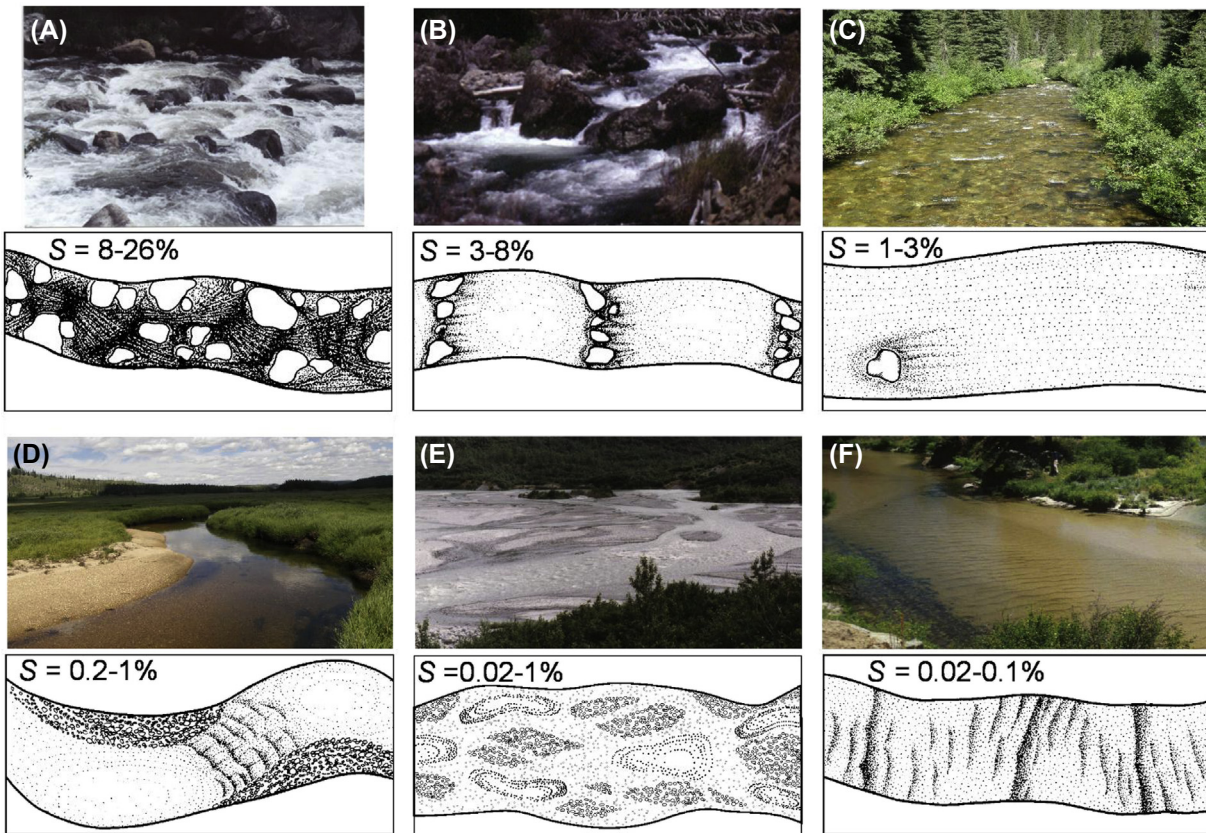 (A)
(B)
(C)
S = 8-26%
S = 3-8%
S = 1-3%
(D)
(E)
(F)
S = 0.2-1%
S =0.02-1%
S = 0.02-0.1%